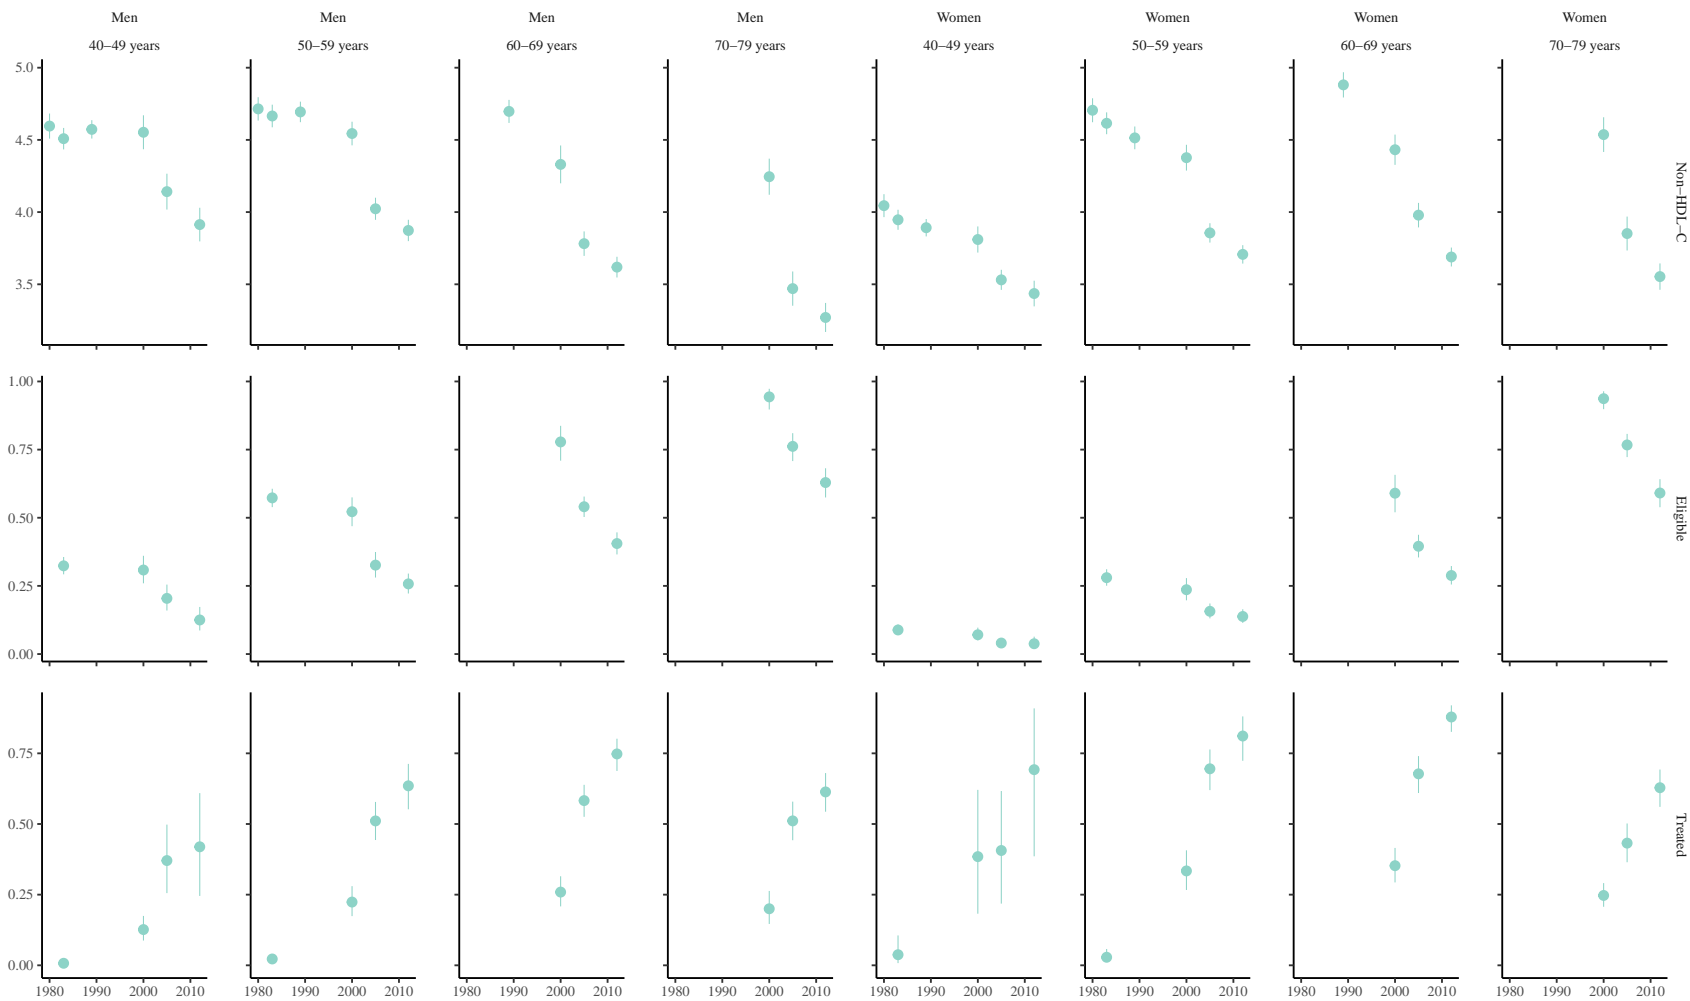 Men Men Men Men Women Women Women Women
40–49 years 50–59 years 60–69 years 70–79 years 40–49 years 50–59 years 60–69 years 70–79 years
5.0
4.5
4.0
3.5
Non−HDL−C
1.00
0.75
0.50
0.25
0.00
Eligible
0.75
0.50
0.25
0.00
Treated
1980 1990 2000 2010 1980 1990 2000 2010 1980 1990 2000 2010 1980 1990 2000 2010 1980 1990 2000 2010 1980 1990 2000 2010 1980 1990 2000 2010 1980 1990 2000 2010